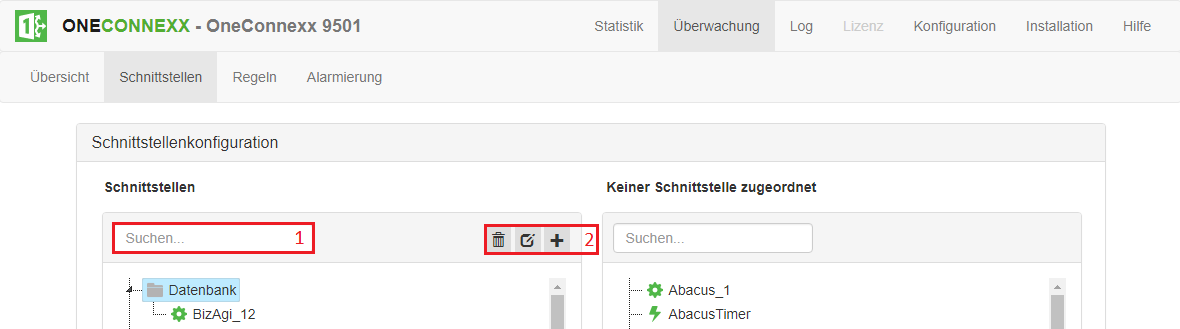 ONECONNEXX - OneConnexx 9501
Statistik Überwachung Log Lizenz Konfiguration Installation Hilfe
Übersicht Schnittstellen Regeln Alarmierung
Schnittstellenkonfiguration
Schnittstellen
Keiner Schnittstelle zugeordnet
Suchen... 1
2
Suchen...
Datenbank
BizAgi_12
Abacus_1
AbacusTimer